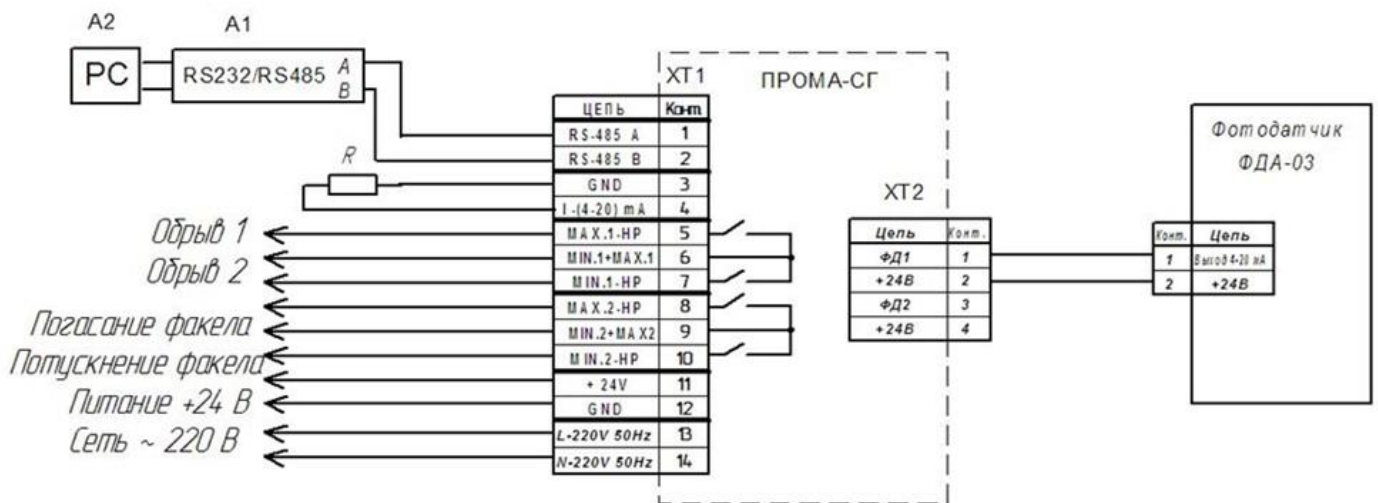 A2
A1
PC
RS232/RS485
A
B
R
Обрыв 1
Обрыв 2
Погасание факела
Потускнение факела
Питание +24 В
Сеть ~ 220 В
XT1
ЦЕПЬ Конт.
RS-485 A 1
RS-485 B 2
GND 3
I-(4-20) mA 4
MAX.1-HP 5
MIN.1+MAX.1 6
MIN.1-HP 7
MAX.2-HP 8
MIN.2+MAX2 9
MIN.2-HP 10
+ 24V 11
GND 12
L-220V 50Hz 13
N-220V 50Hz 14
ПРОМА-СГ
XT2
Цепь Конт.
ФД1 1
+24В 2
ФД2 3
+24В 4
Фотодатчик
ФДА-03
Конт. Цепь
1 Выход 4-20 мА
2 +24В